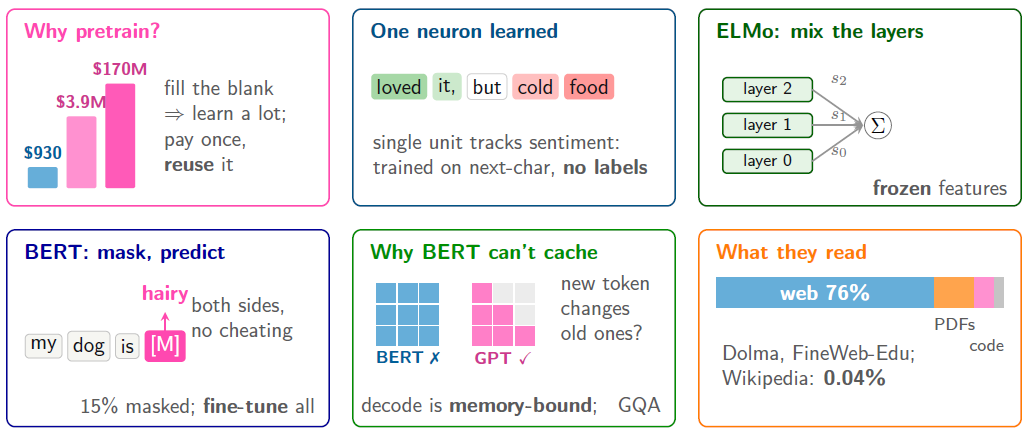 Why pretrain?
$170M
$3.9M
$930
fill the blank
⇒ learn a lot;
pay once,
reuse it
One neuron learned
loved it, but cold food
single unit tracks sentiment:
trained on next-char, no labels
ELMo: mix the layers
layer 2
s2
layer 1
s1
Σ
layer 0
s0
frozen features
BERT: mask, predict
hairy
both sides,
no cheating
my dog is [M]
15% masked; fine-tune all
Why BERT can't cache
new token
changes
old ones?
BERT ✗
GPT ✓
decode is memory-bound; GQA
What they read
web 76%
PDFs
code
Dolma, FineWeb-Edu;
Wikipedia: 0.04%